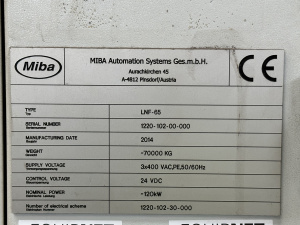 Miba
MIBA Automation Systems Ges.m.b.H.
Aurachkirchen 45
A-4812 Pinsdorf/Austria
CE
TYPE
Typ
LNF-65
SERIAL NUMBER
1220-102-00-000
MANUFACTURING DATE
2014
WEIGHT
~70000 KG
SUPPLY VOLTAGE
3x400 VAC,PE,50/60Hz
CONTROL VOLTAGE
24 VDC
NOMINAL POWER
~120kW
Number of electrical scheme
1220-102-30-000